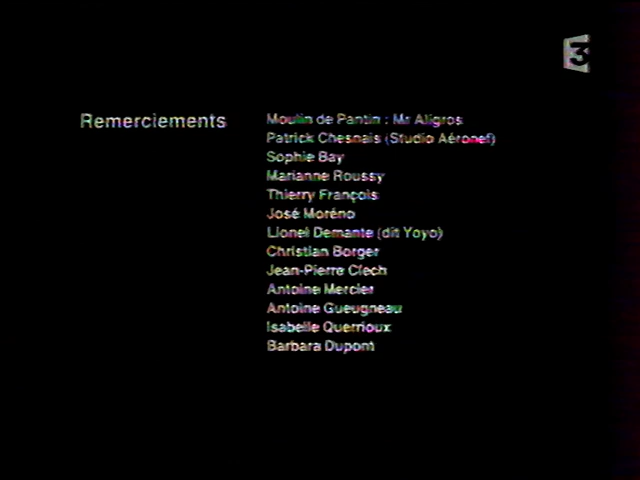 3
Remerciements
Moulin de Pantin : Mr Aligros
Patrick Chesnais (Studio Aéronef)
Sophie Bay
Marianne Roussy
Thierry François
José Moréno
Lionel Demante (dit Yoyo)
Christian Borger
Jean-Pierre Clech
Antoine Mercier
Antoine Gueugneau
Isabelle Querrioux
Barbara Dupont